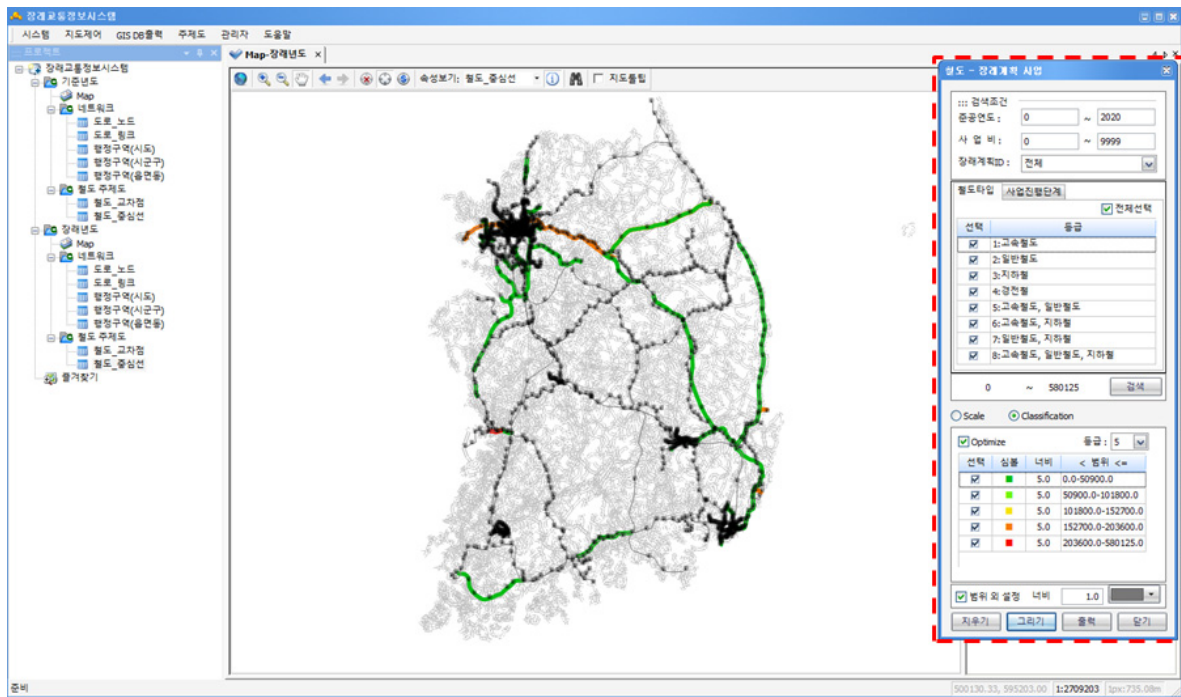 장래교통정보시스템
시스템 지도제어 GIS DB출력 주제도 관리자 도움말
프로젝트
Map-장래년도
장래교통정보시스템
기준년도
Map
네트워크
도로_노드
도로_링크
행정구역(시도)
행정구역(시군구)
행정구역(읍면동)
철도 주제도
철도_교차점
철도_중심선
장래년도
Map
네트워크
도로_노드
도로_링크
행정구역(시도)
행정구역(시군구)
행정구역(읍면동)
철도 주제도
철도_교차점
철도_중심선
즐겨찾기
속성보기: 철도_중심선 지도툴팁
철도 - 장래계획 사업
::: 검색조건
준공연도: 0 ~ 2020
사 업 비: 0 ~ 9999
장래계획ID: 전체
철도타입 사업진행단계
전체선택
선택 등급
1:고속철도
2:일반철도
3:지하철
4:경전철
5:고속철도, 일반철도
6:고속철도, 지하철
7:일반철도, 지하철
8:고속철도, 일반철도, 지하철
0 ~ 580125 검색
Scale Classification
Optimize 등급: 5
선택 심볼 너비 < 범위 <=
5.0 0.0-50900.0
5.0 50900.0-101800.0
5.0 101800.0-152700.0
5.0 152700.0-203600.0
5.0 203600.0-580125.0
범위 외 설정 너비 1.0
지우기 그리기 출력 닫기
준비
500130.33, 595203.00 1:2709203 1px:735.08m